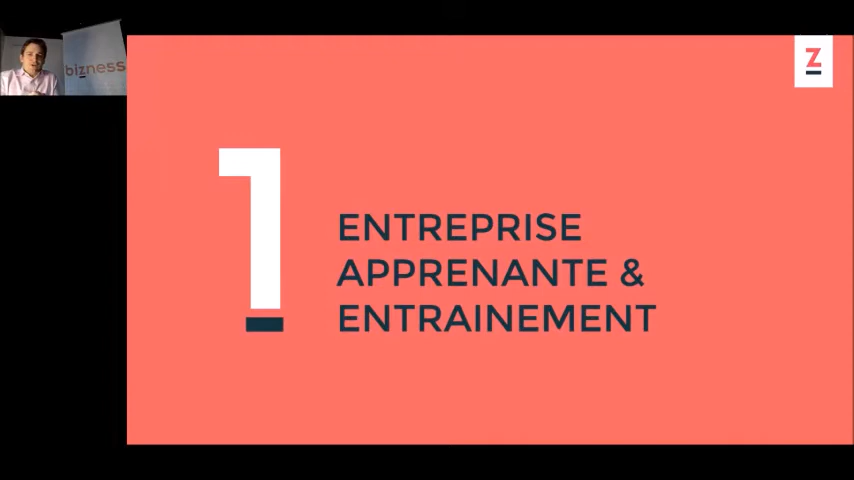 bizness
Z
1
ENTREPRISE
APPRENANTE &
ENTRAINEMENT